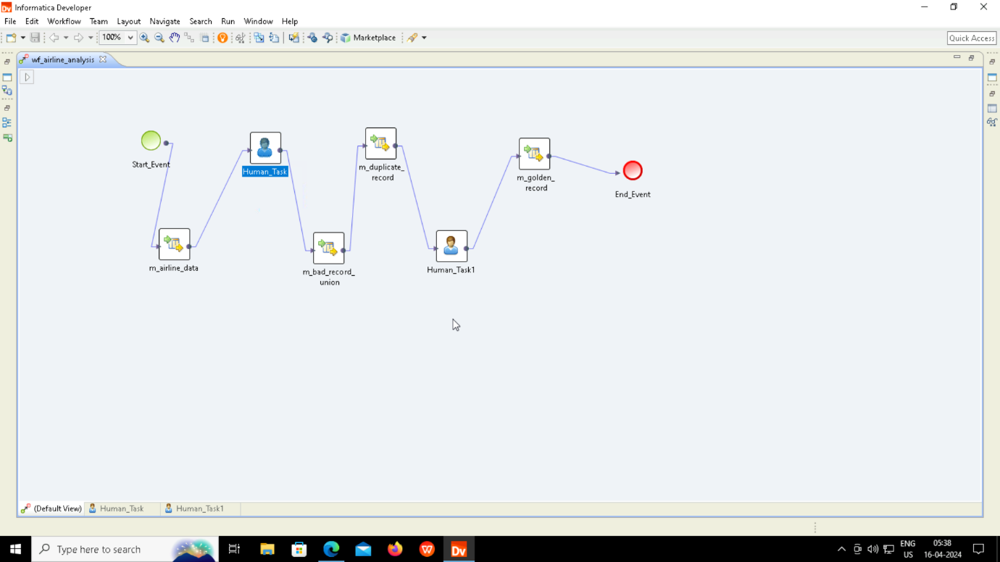 Dv Informatica Developer
File Edit Workflow Team Layout Navigate Search Run Window Help
100% Marketplace Quick Access
wf_airline_analysis
Start_Event
Human_Task
m_duplicate_
record
m_golden_
record
End_Event
m_airline_data
m_bad_record_
union
Human_Task1
(Default View) Human_Task Human_Task1
Type here to search
W
Dv
ENG
US
05:38
16-04-2024